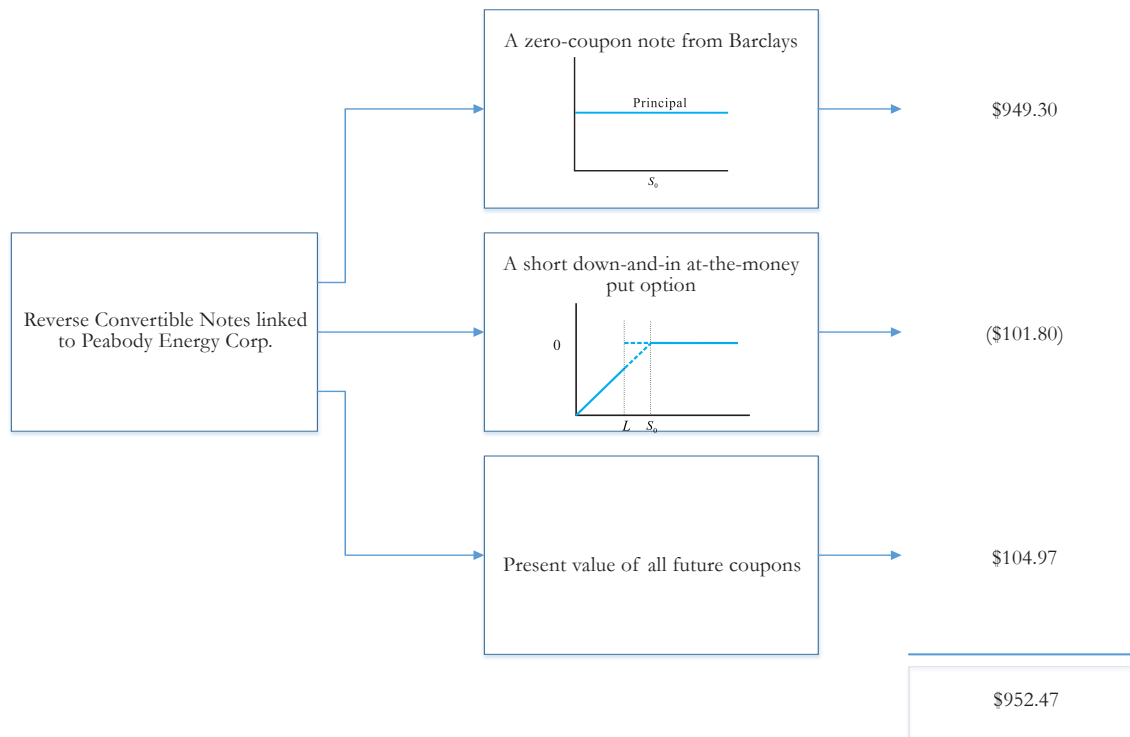 A zero-coupon note from Barclays
Principal
S₀
$949.30
Reverse Convertible Notes linked
to Peabody Energy Corp.
A short down-and-in at-the-money
put option
0
L S₀
($101.80)
Present value of all future coupons
$104.97
$952.47